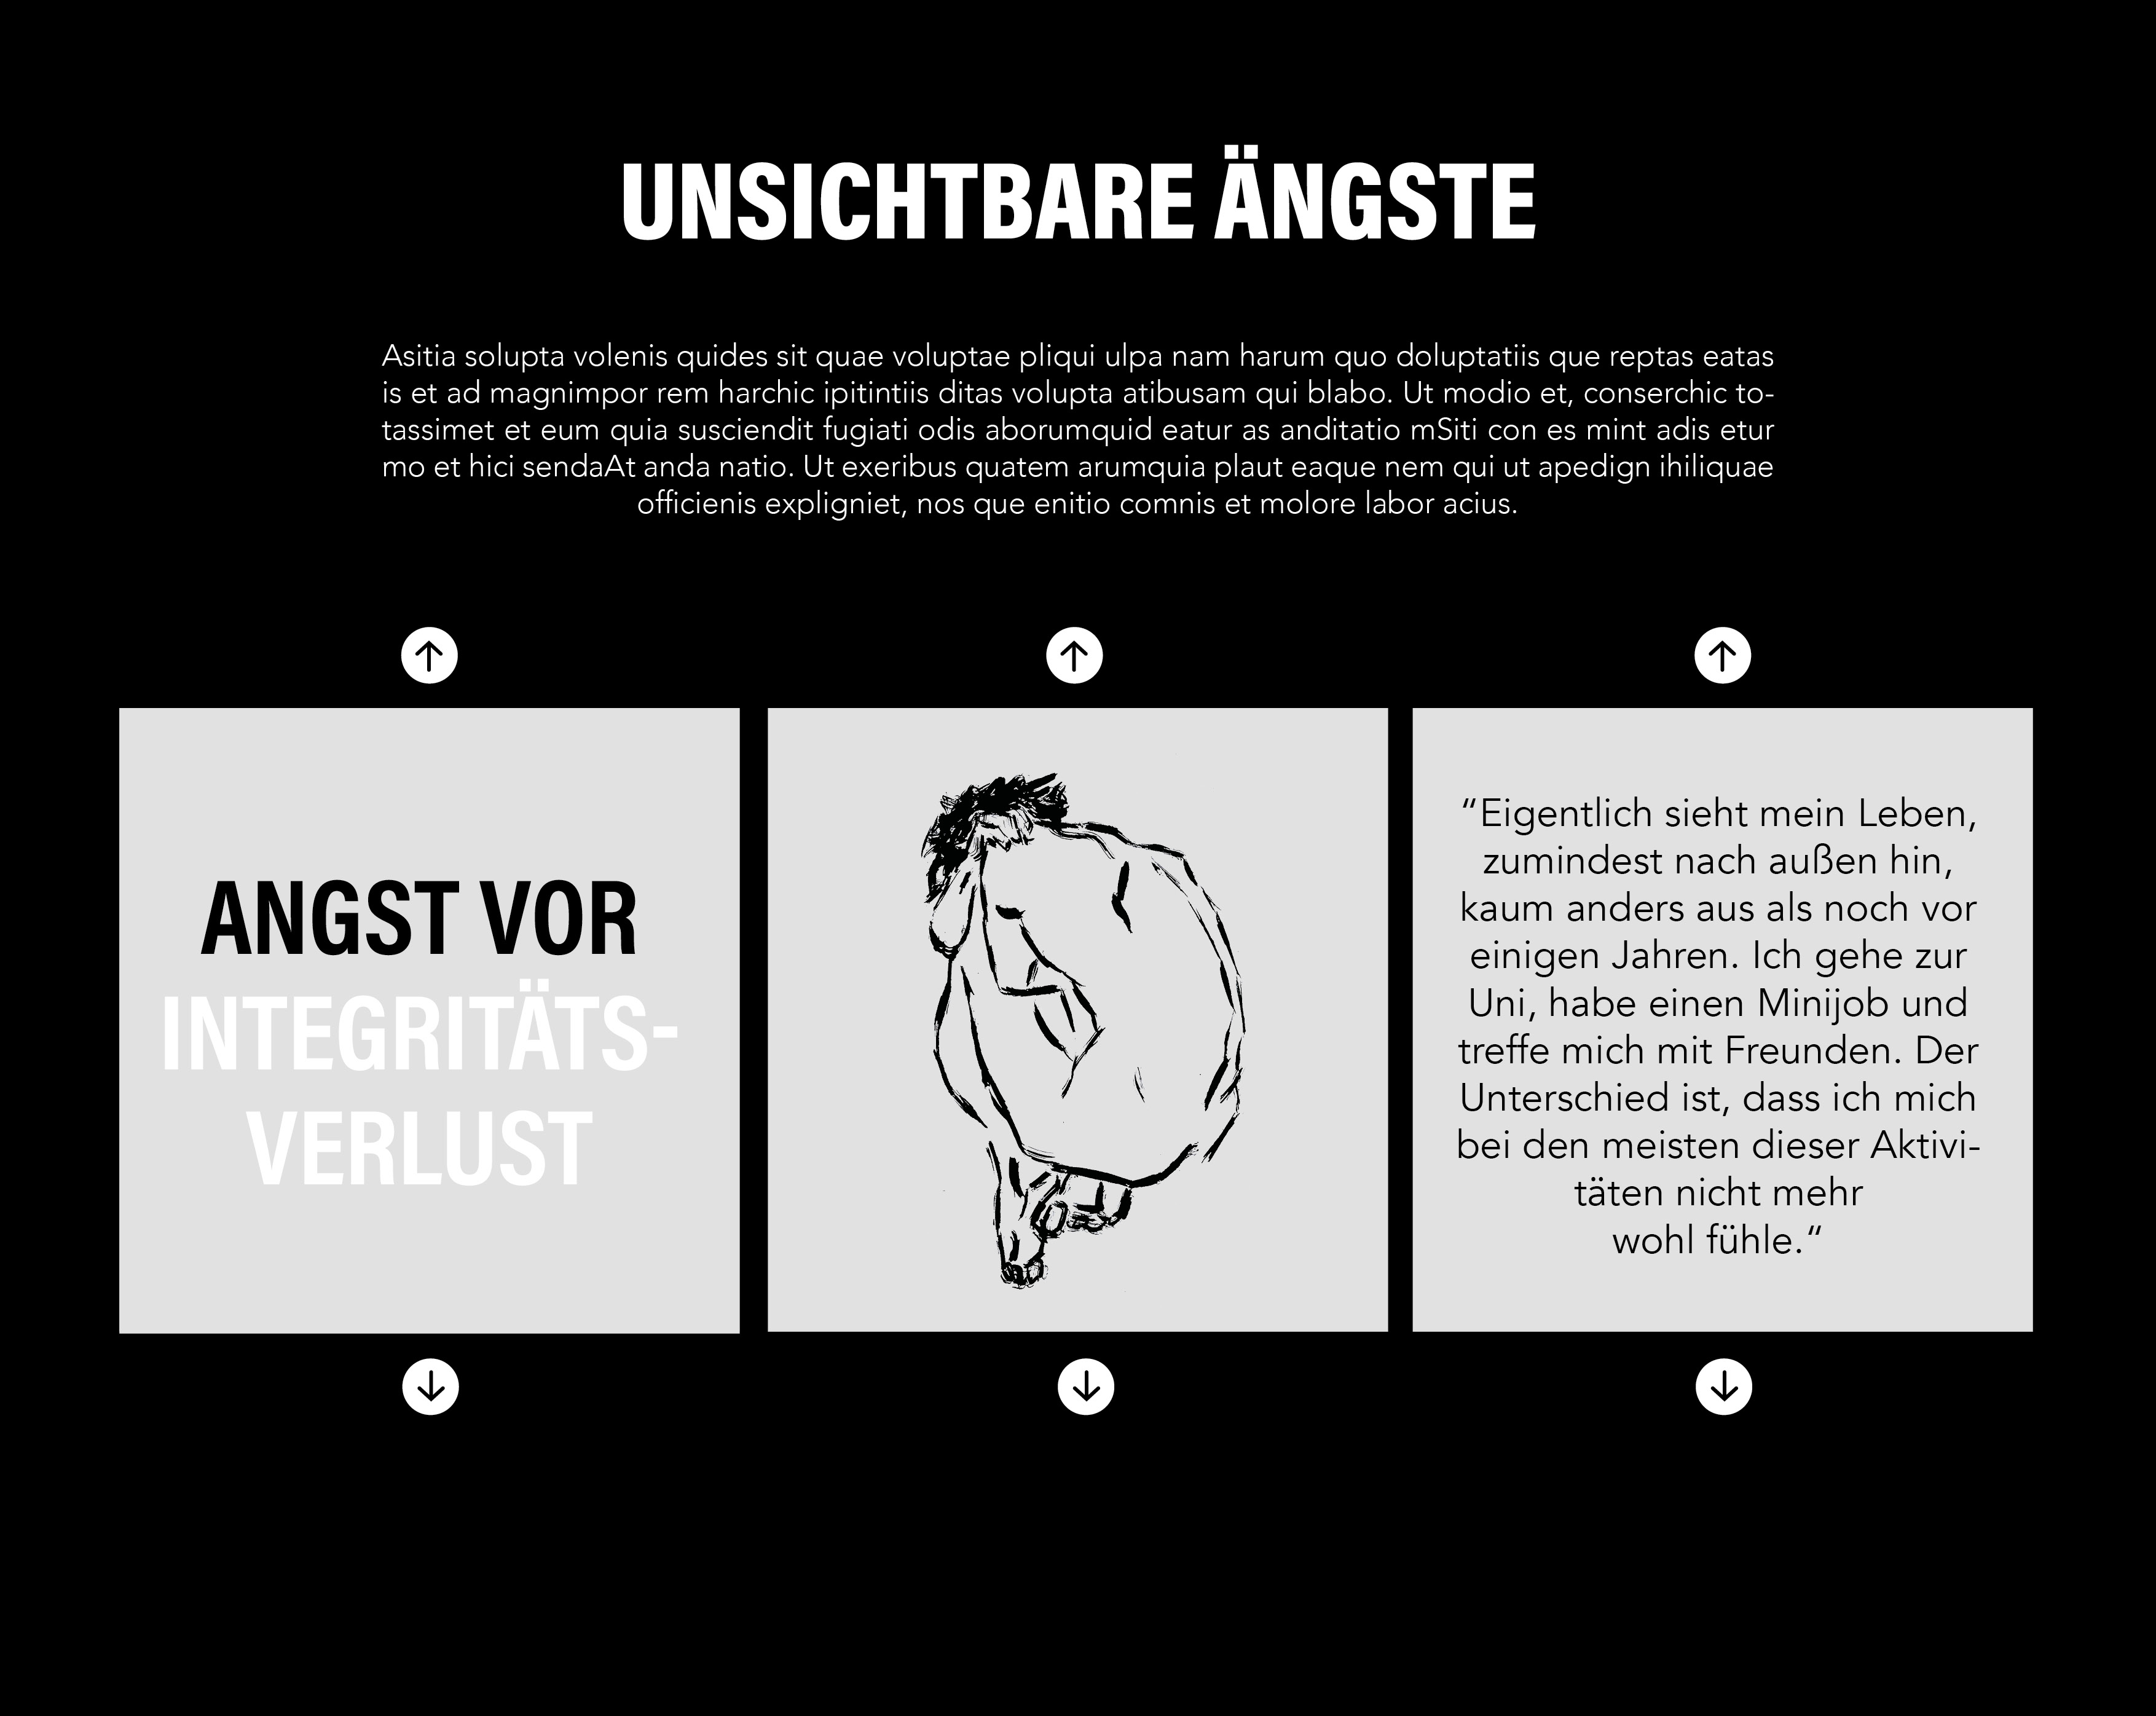 UNSICHTBARE ÄNGSTE
Asitia solupta volenis quides sit quae voluptae pliqui ulpa nam harum quo doluptatiis que reptas eatas
is et ad magnimpor rem harchic ipitintiis ditas volupta atibusam qui blabo. Ut modio et, conserchic to-
tassimet et eum quia susciendit fugiati odis aborumquid eatur as anditatio mSiti con es mint adis etur
mo et hici sendaAt anda natio. Ut exeribus quatem arumquia plaut eaque nem qui ut apedign ihiliquae
officienis expligniet, nos que enitio comnis et molore labor acius.
ANGST VOR
INTEGRITÄTS-
VERLUST
“Eigentlich sieht mein Leben,
zumindest nach außen hin,
kaum anders aus als noch vor
einigen Jahren. Ich gehe zur
Uni, habe einen Minijob und
treffe mich mit Freunden. Der
Unterschied ist, dass ich mich
bei den meisten dieser Aktivi-
täten nicht mehr
wohl fühle.“